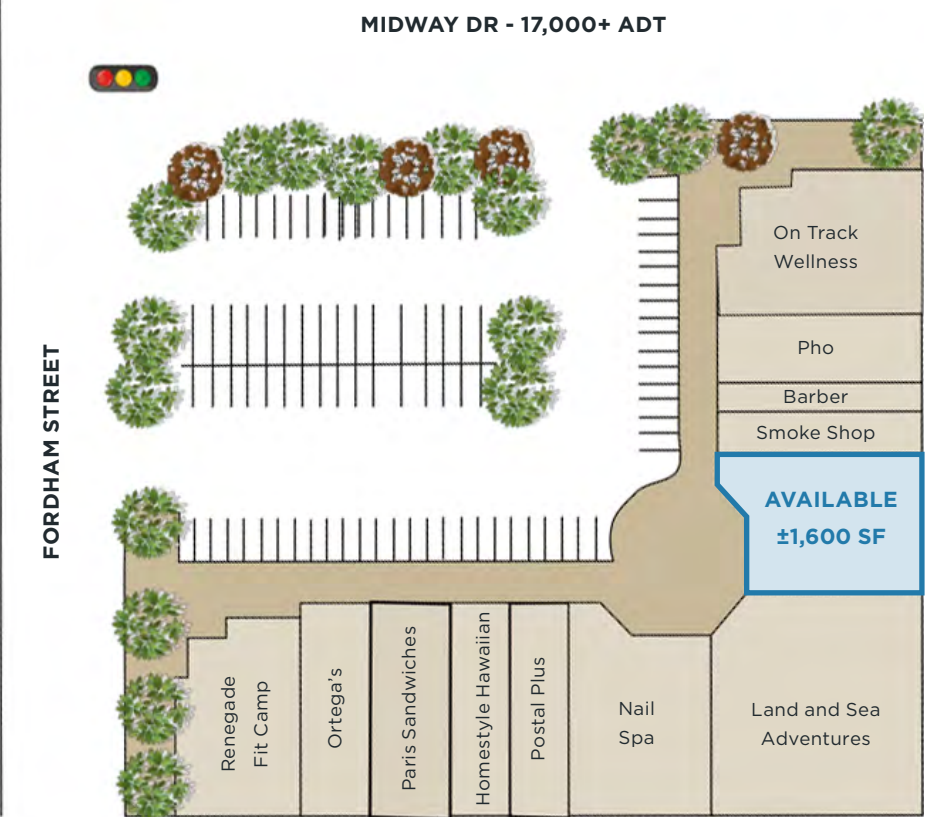 MIDWAY DR - 17,000+ ADT
FORDHAM STREET
On Track
Wellness
Pho
Barber
Smoke Shop
AVAILABLE
±1,600 SF
Renegade
Fit Camp
Ortega's
Paris Sandwiches
Homestyle Hawaiian
Postal Plus
Nail
Spa
Land and Sea
Adventures